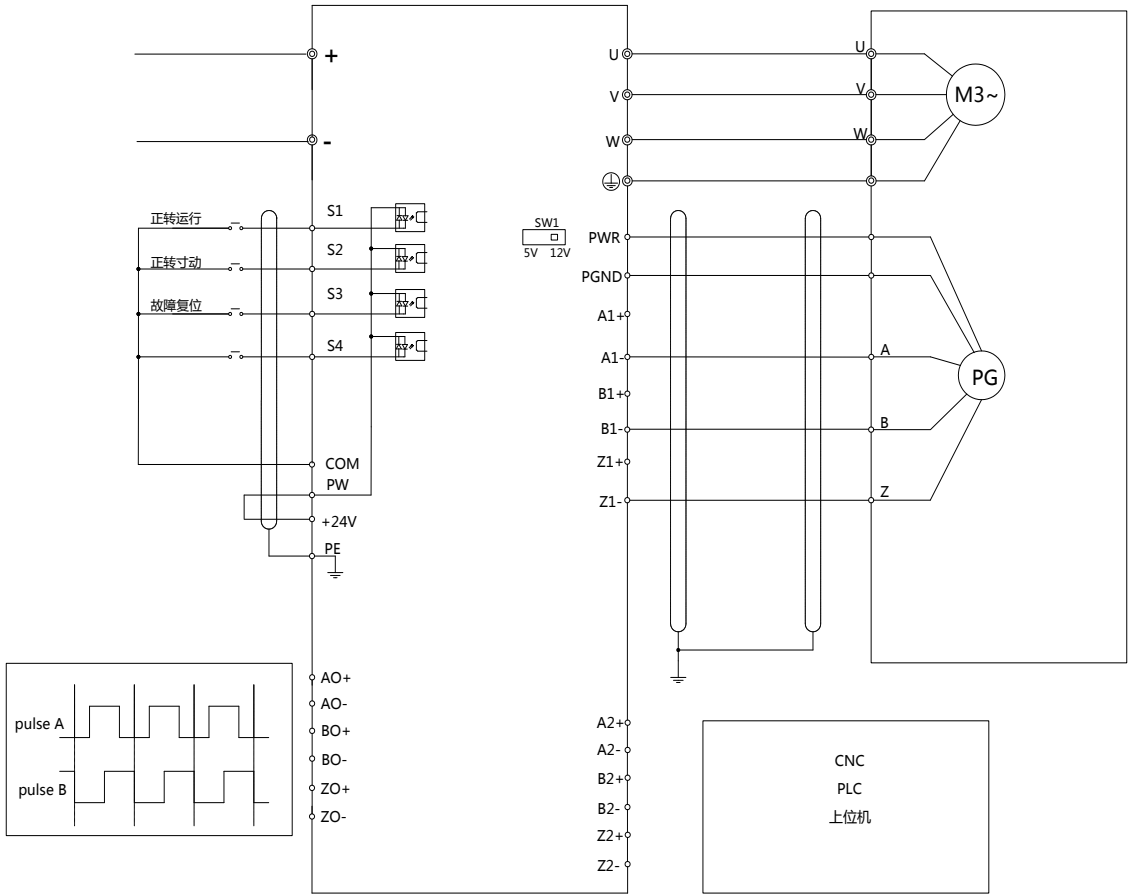 +
-
U
V
W
U
V
W
M3~
正转运行
S1
正转寸动
S2
故障复位
S3
S4
COM
PW
+24V
PE
SW1
5V 12V
PWR
PGND
A1+
A1-
B1+
B1-
Z1+
Z1-
A
B
Z
PG
pulse A
pulse B
AO+
AO-
BO+
BO-
ZO+
ZO-
A2+
A2-
B2+
B2-
Z2+
Z2-
CNC
PLC
上位机